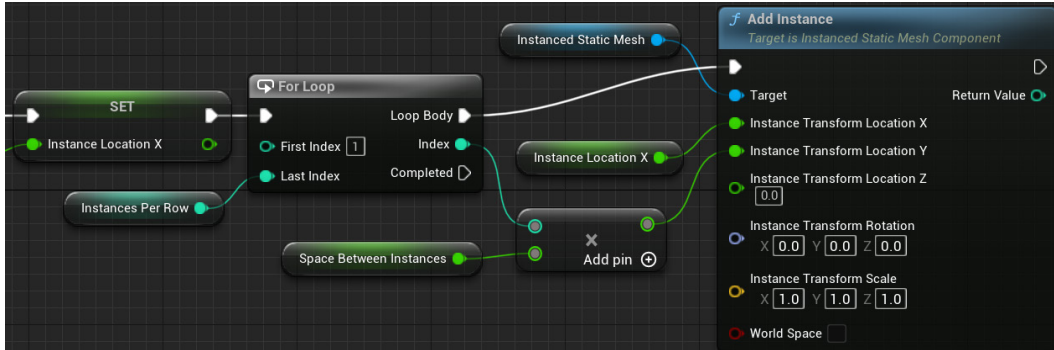 SET
Instance Location X
Instances Per Row
For Loop
Loop Body
First Index 1
Index
Last Index
Completed
Space Between Instances
Instanced Static Mesh
Instance Location X
×
Add pin
f Add Instance
Target is Instanced Static Mesh Component
Target
Return Value
Instance Transform Location X
Instance Transform Location Y
Instance Transform Location Z
0.0
Instance Transform Rotation
X 0.0 Y 0.0 Z 0.0
Instance Transform Scale
X 1.0 Y 1.0 Z 1.0
World Space